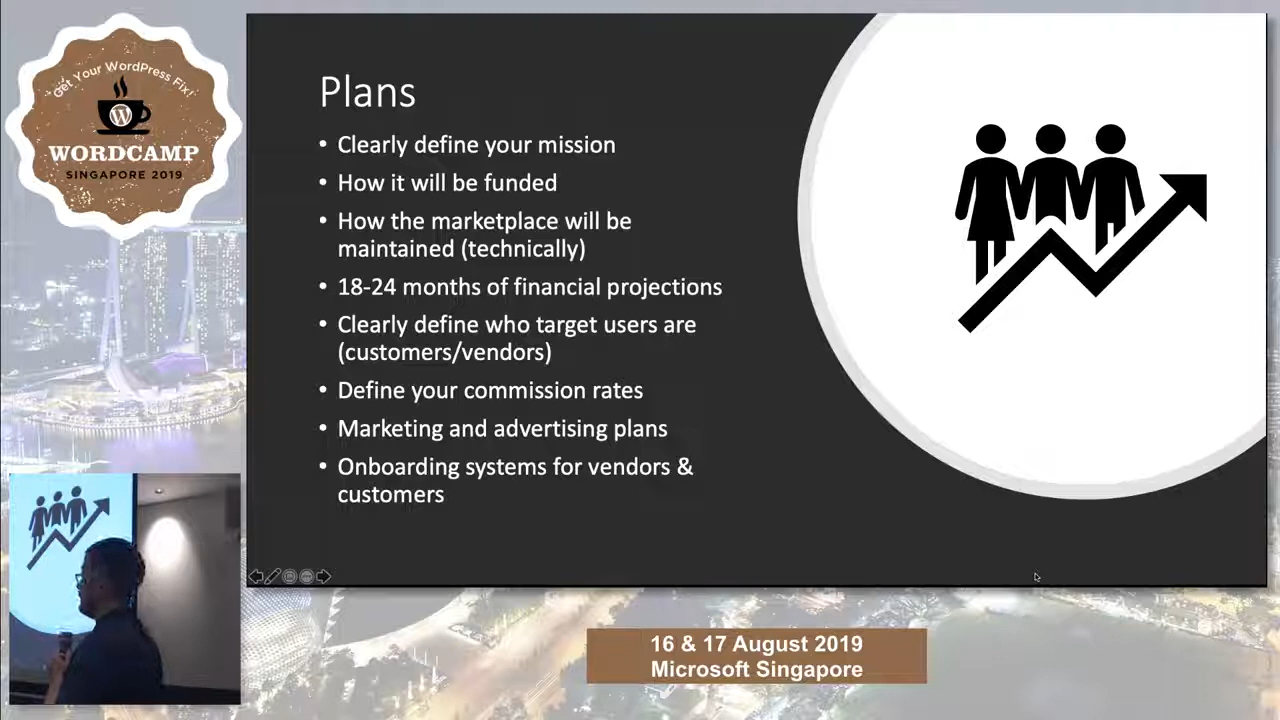 Get Your WordPress Fix!
WORDCAMP
SINGAPORE 2019
Plans
• Clearly define your mission
• How it will be funded
• How the marketplace will be
maintained (technically)
• 18-24 months of financial projections
• Clearly define who target users are
(customers/vendors)
• Define your commission rates
• Marketing and advertising plans
• Onboarding systems for vendors &
customers
16 & 17 August 2019
Microsoft Singapore